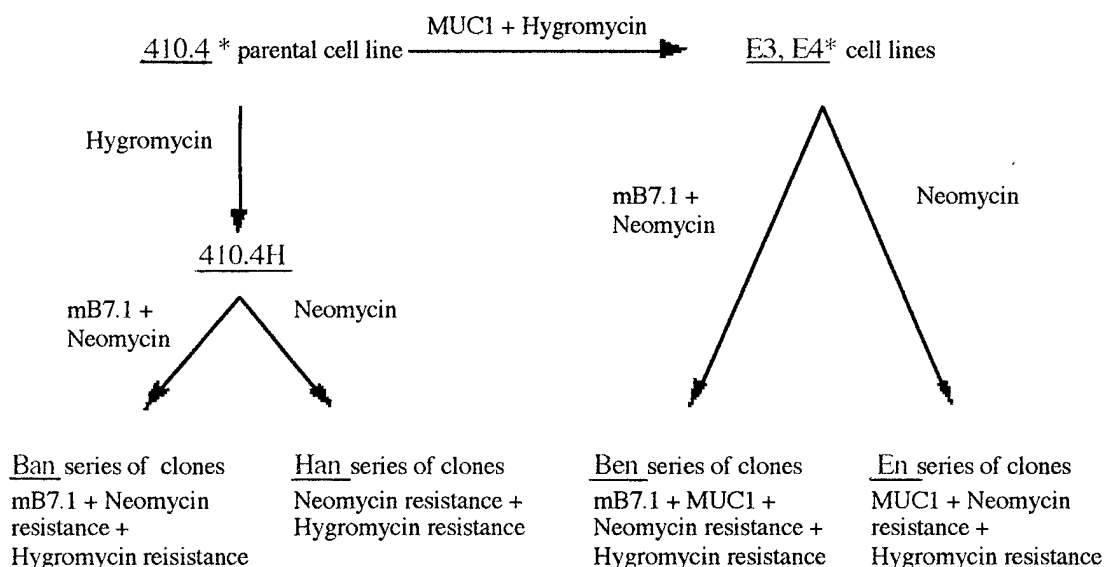 MUC1 + Hygromycin
410.4 * parental cell line
E3, E4* cell lines
Hygromycin
mB7.1 +
Neomycin
Neomycin
410.4H
mB7.1 +
Neomycin
Neomycin
Ban series of clones
mB7.1 + Neomycin
resistance +
Hygromycin reisistance
Han series of clones
Neomycin resistance +
Hygromycin resistance
Ben series of clones
mB7.1 + MUC1 +
Neomycin resistance +
Hygromycin resistance
En series of clones
MUC1 + Neomycin
resistance +
Hygromycin resistance